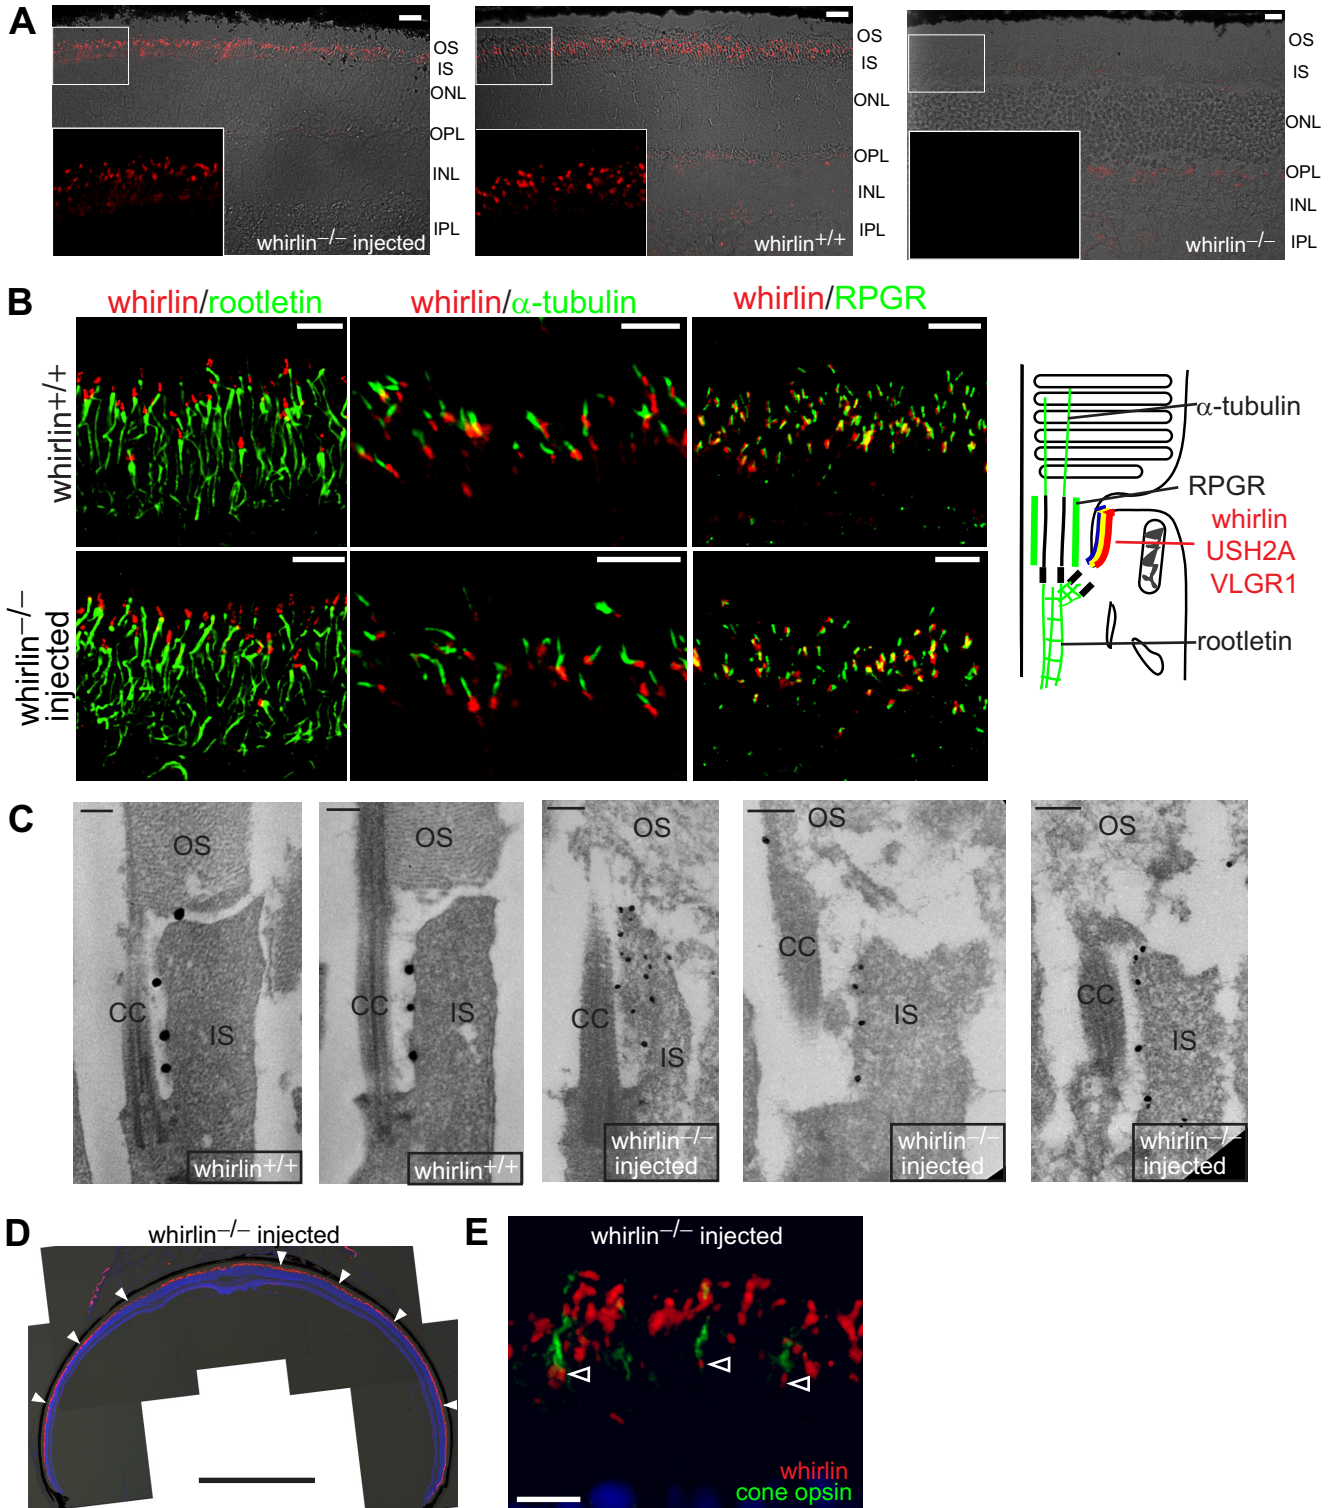 A
OS
IS
ONL
OPL
INL
IPL
whirlin−/− injected
OS
IS
ONL
OPL
INL
IPL
whirlin+/+
OS
IS
ONL
OPL
INL
IPL
whirlin−/−
B
whirlin/rootletin
whirlin/α-tubulin
whirlin/RPGR
whirlin+/+
whirlin−/−
injected
α-tubulin
RPGR
whirlin
USH2A
VLGR1
rootletin
C
OS
CC
IS
whirlin+/+
OS
CC
IS
whirlin+/+
OS
CC
IS
whirlin−/−
injected
OS
CC
IS
whirlin−/−
injected
OS
CC
IS
whirlin−/−
injected
D
whirlin−/− injected
E
whirlin−/− injected
whirlin
cone opsin